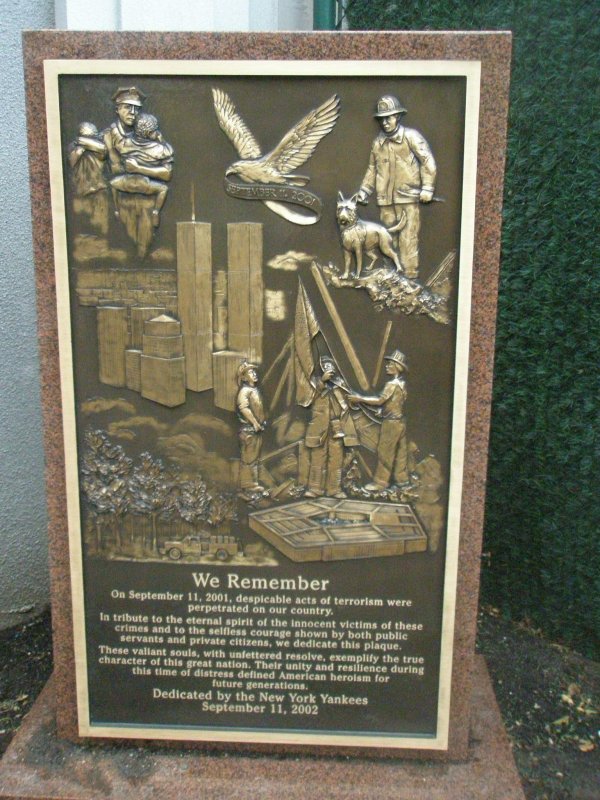 SEPTEMBER 11, 2001
We Remember
On September 11, 2001, despicable acts of terrorism were
perpetrated on our country.
In tribute to the eternal spirit of the innocent victims of these
crimes and to the selfless courage shown by both public
servants and private citizens, we dedicate this plaque.
These valiant souls, with unfettered resolve, exemplify the true
character of this great nation. Their unity and resilience during
this time of distress defined American heroism for
future generations.
Dedicated by the New York Yankees
September 11, 2002